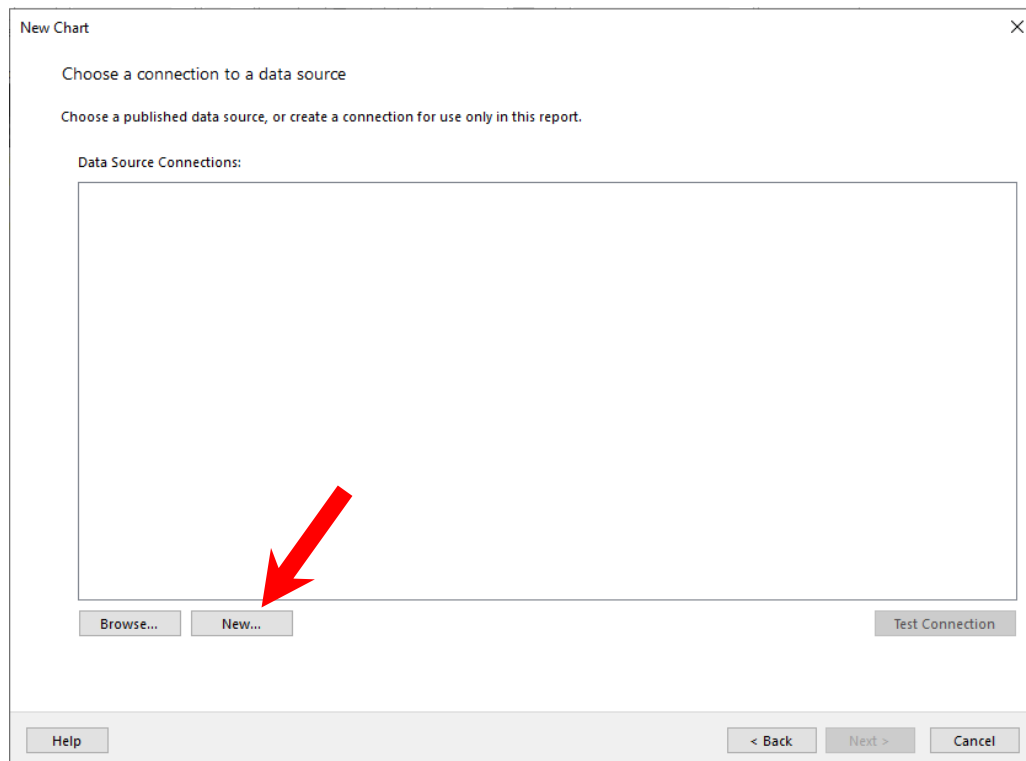 New Chart
Choose a connection to a data source
Choose a published data source, or create a connection for use only in this report.
Data Source Connections:
Browse... New... Test Connection
Help < Back Next > Cancel